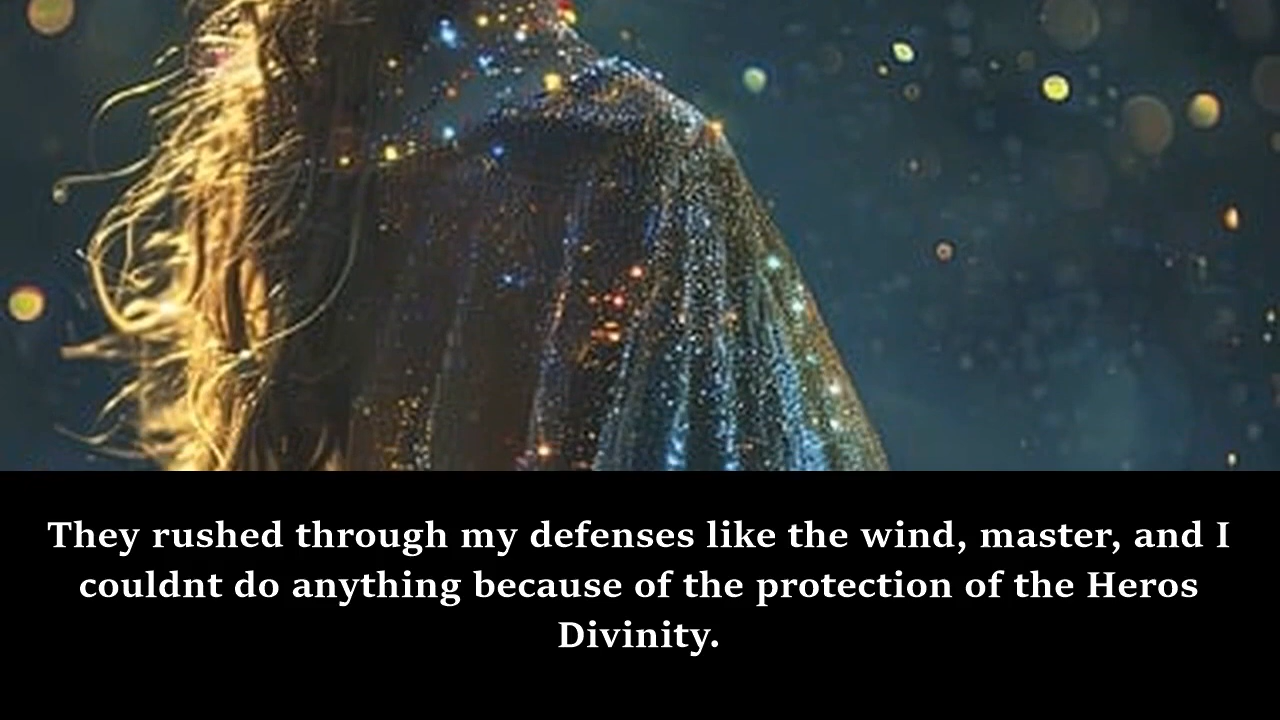 They rushed through my defenses like the wind, master, and I
couldnt do anything because of the protection of the Heros
Divinity.